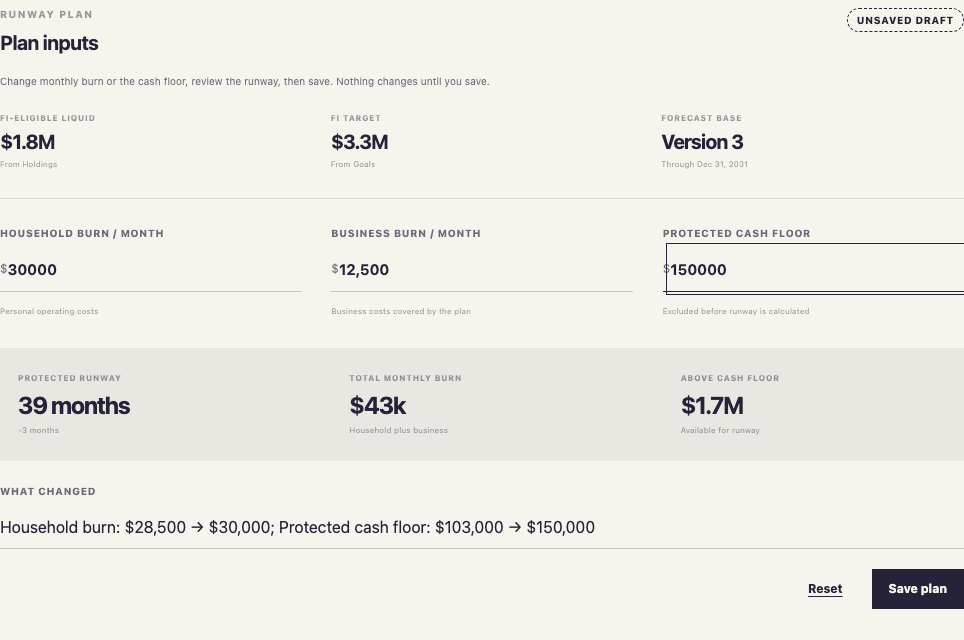 RUNWAY PLAN
UNSAVED DRAFT
Plan inputs
Change monthly burn or the cash floor, review the runway, then save. Nothing changes until you save.
FI-ELIGIBLE LIQUID
$1.8M
From Holdings
FI TARGET
$3.3M
From Goals
FORECAST BASE
Version 3
Through Dec 31, 2031
HOUSEHOLD BURN / MONTH
$30000
Personal operating costs
BUSINESS BURN / MONTH
$12,500
Business costs covered by the plan
PROTECTED CASH FLOOR
$150000
Excluded before runway is calculated
PROTECTED RUNWAY
39 months
-3 months
TOTAL MONTHLY BURN
$43k
Household plus business
ABOVE CASH FLOOR
$1.7M
Available for runway
WHAT CHANGED
Household burn: $28,500 → $30,000; Protected cash floor: $103,000 → $150,000
Reset
Save plan